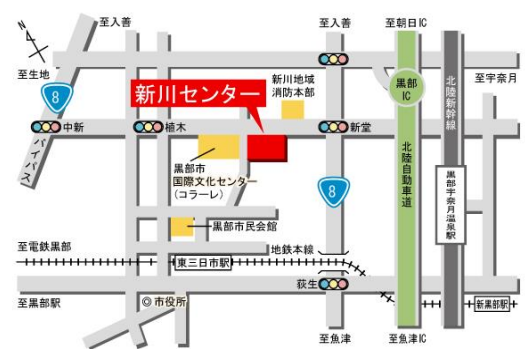 N
至入善
至入善
至朝日IC
至生地
新川地域
消防本部
黒部
IC
至宇奈月
8
新川センター
北陸新幹線
中新
植木
新堂
バイパス
黒部市
国際文化センター
(コラーレ)
8
北陸自動車道
黒部宇奈月温泉駅
黒部市民会館
至電鉄黒部
地鉄本線
東三日市駅
荻生
至黒部駅
◎市役所
新黒部駅
至魚津
至魚津IC